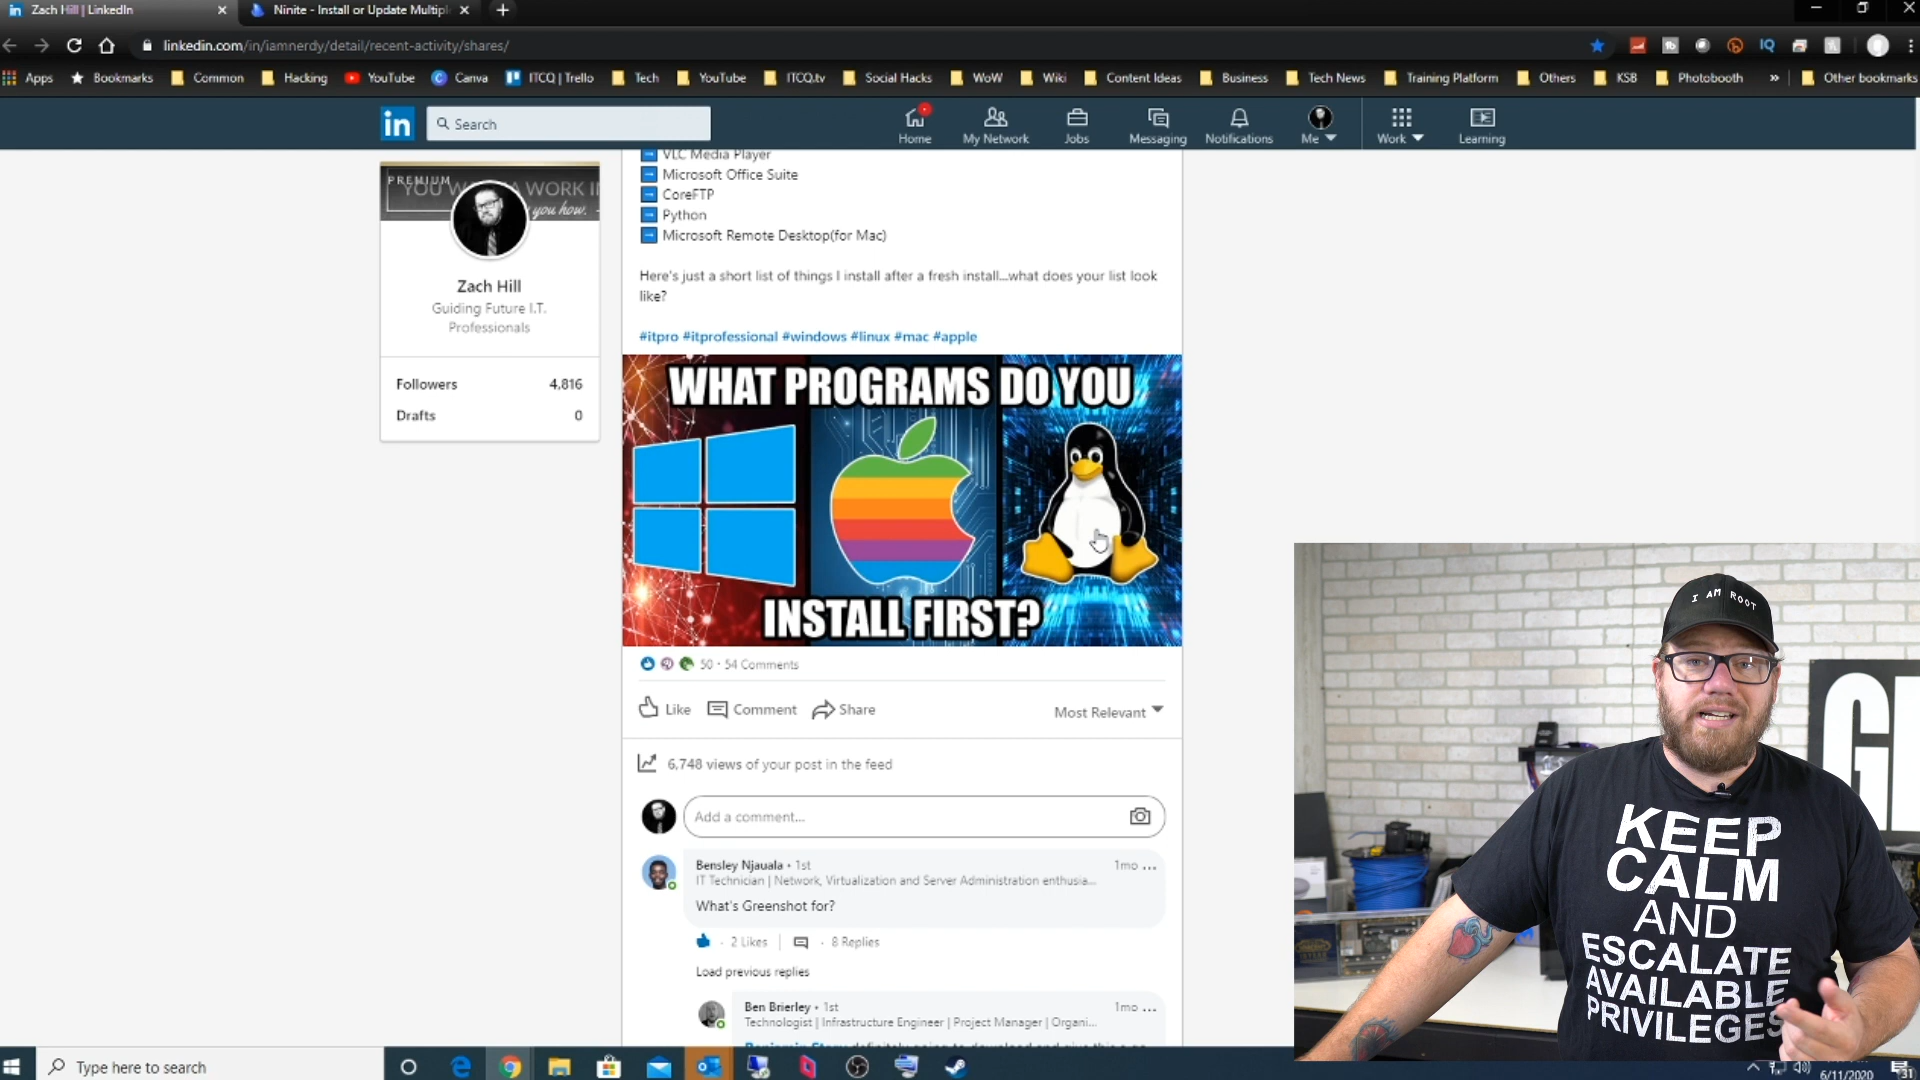 Zach Hill | LinkedIn
Ninite - Install or Update Multipl
linkedin.com/in/iamnerdy/detail/recent-activity/shares/
Apps Bookmarks Common Hacking YouTube Canva ITCQ | Trello Tech YouTube ITCQ.tv Social Hacks WoW Wiki Content Ideas Business Tech News Training Platform Others KSB Photobooth » Other bookmarks
in Search
Home My Network Jobs Messaging Notifications Me Work Learning
PREMIUM
WORK
you how.
Zach Hill
Guiding Future I.T.
Professionals
Followers 4,816
Drafts 0
VLC Media Player
Microsoft Office Suite
CoreFTP
Python
Microsoft Remote Desktop(for Mac)
Here's just a short list of things I install after a fresh install...what does your list look
like?
#itpro #itprofessional #windows #linux #mac #apple
WHAT PROGRAMS DO YOU
INSTALL FIRST?
50 · 54 Comments
Like Comment Share Most Relevant
6,748 views of your post in the feed
Add a comment...
Bensley Njauala • 1st 1mo ...
IT Technician | Network, Virtualization and Server Administration enthusia...
What's Greenshot for?
· 2 Likes | · 8 Replies
Load previous replies
Ben Brierley • 1st 1mo ...
Technologist | Infrastructure Engineer | Project Manager | Organi...
I AM ROOT
KEEP
CALM
AND
ESCALATE
AVAILABLE
PRIVILEGES
Type here to search
6/11/2020
31